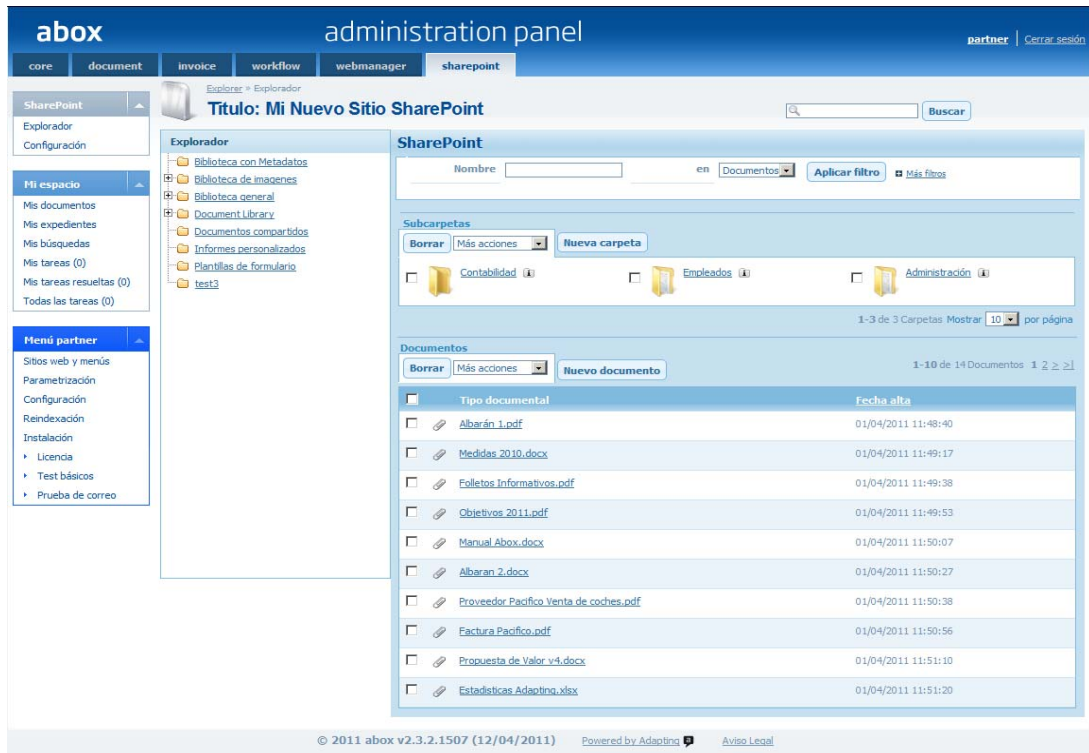 abox administration panel
partner | Cerrar sesión
core document invoice workflow webmanager sharepoint
SharePoint
Explorador
Configuración
Mi espacio
Mis documentos
Mis expedientes
Mis búsquedas
Mis tareas (0)
Mis tareas resueltas (0)
Todas las tareas (0)
Menú partner
Sitios web y menús
Parametrización
Configuración
Reindexación
Instalación
Licencia
Test básicos
Prueba de correo
Explorer » Explorador
Título: Mi Nuevo Sitio SharePoint
Buscar
Explorador
Biblioteca con Metadatos
Biblioteca de imagenes
Biblioteca general
Document Library
Documentos compartidos
Informes personalizados
Plantillas de formulario
test3
SharePoint
Nombre en Documentos Aplicar filtro Más filtros
Subcarpetas
Borrar Más acciones Nueva carpeta
Contabilidad Empleados Administración
1-3 de 3 Carpetas Mostrar 10 por página
Documentos
Borrar Más acciones Nuevo documento 1-10 de 14 Documentos 1 2 > >|
Tipo documental Fecha alta
Albarán 1.pdf 01/04/2011 11:48:40
Medidas 2010.docx 01/04/2011 11:49:17
Folletos Informativos.pdf 01/04/2011 11:49:38
Objetivos 2011.pdf 01/04/2011 11:49:53
Manual Abox.docx 01/04/2011 11:50:07
Albaran 2.docx 01/04/2011 11:50:27
Proveedor Pacifico Venta de coches.pdf 01/04/2011 11:50:38
Factura Pacifico.pdf 01/04/2011 11:50:56
Propuesta de Valor v4.docx 01/04/2011 11:51:10
Estadisticas Adapting.xlsx 01/04/2011 11:51:20
© 2011 abox v2.3.2.1507 (12/04/2011) Powered by Adapting a Aviso Legal